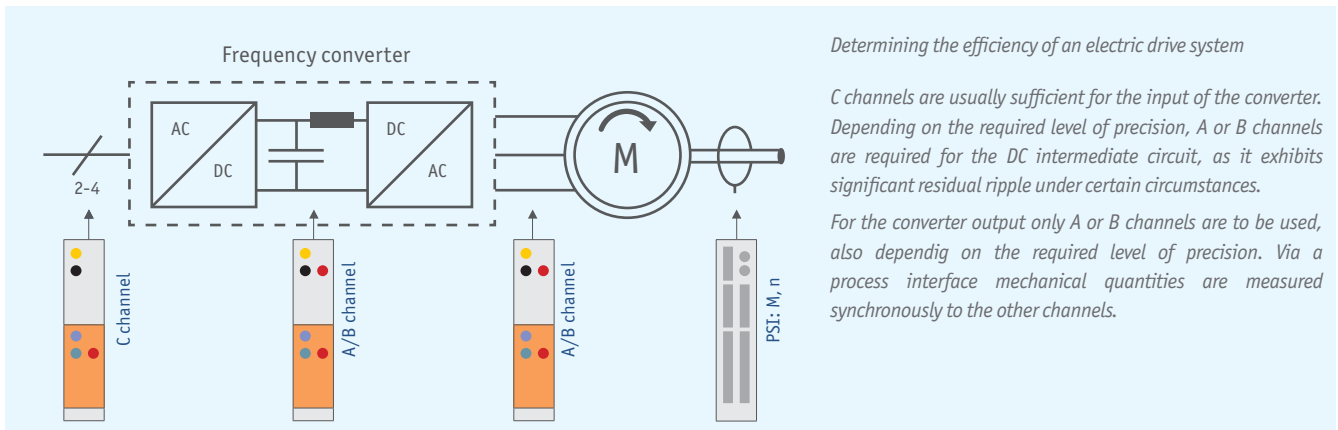 Frequency converter
AC
DC
DC
AC
M
2-4
C channel
A/B channel
A/B channel
PSI: M, n
Determining the efficiency of an electric drive system
C channels are usually sufficient for the input of the converter.
Depending on the required level of precision, A or B channels
are required for the DC intermediate circuit, as it exhibits
significant residual ripple under certain circumstances.
For the converter output only A or B channels are to be used,
also dependig on the required level of precision. Via a
process interface mechanical quantities are measured
synchronously to the other channels.